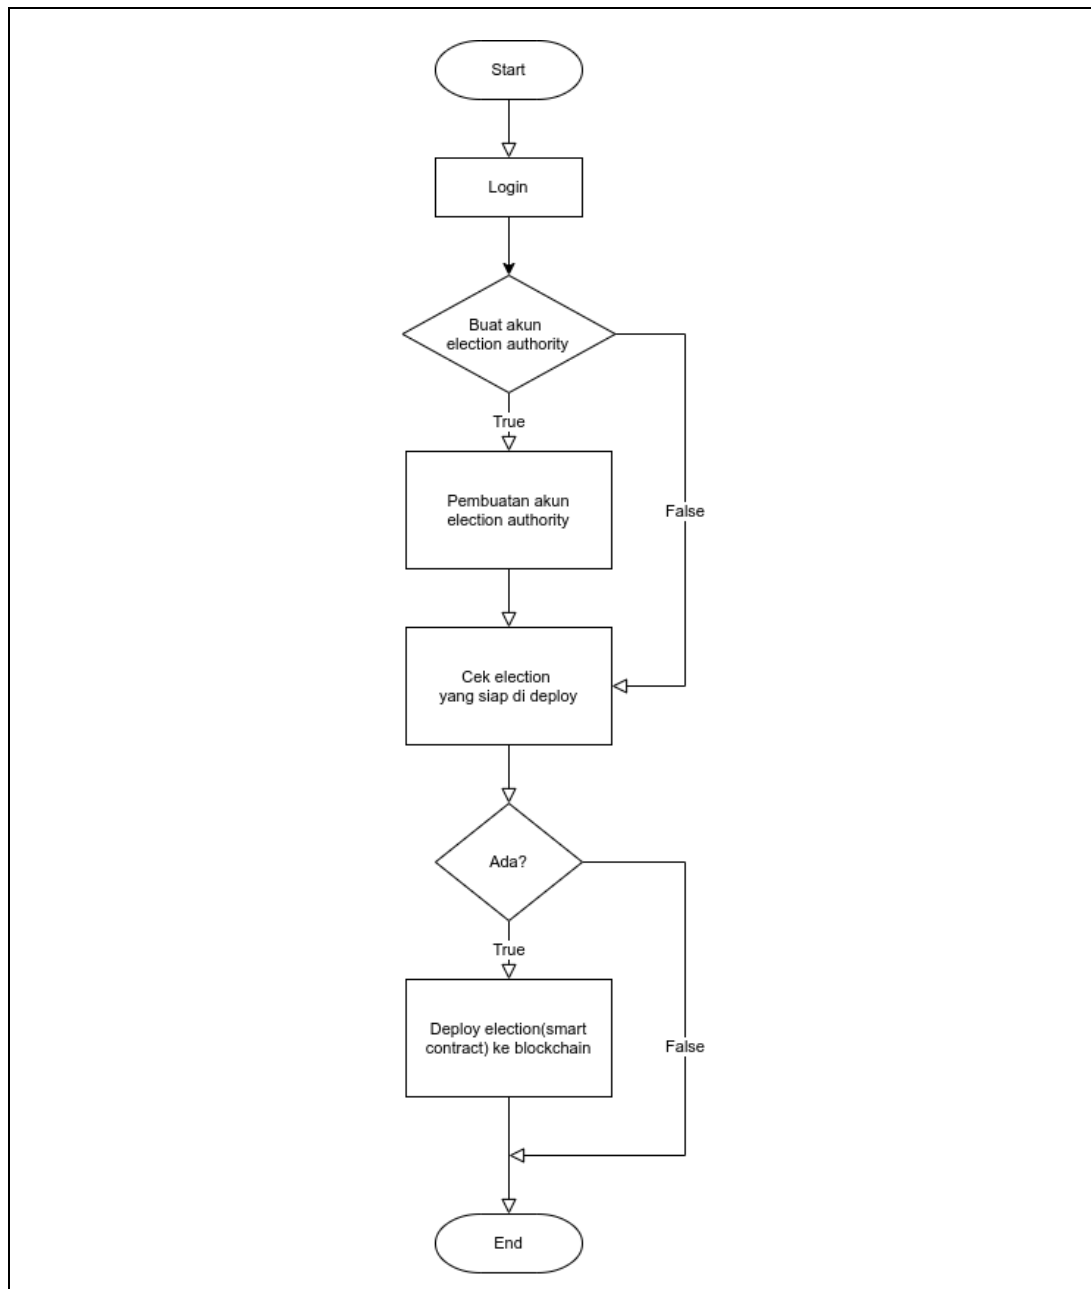 Start
Login
Buat akun
election authority
True
Pembuatan akun
election authority
False
Cek election
yang siap di deploy
Ada?
True
Deploy election(smart
contract) ke blockchain
False
End